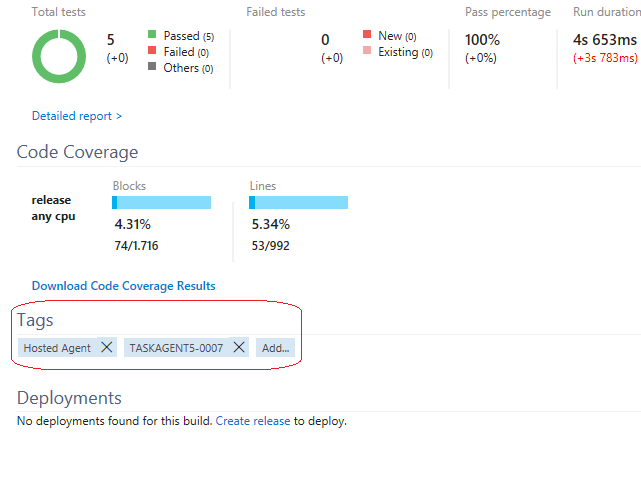 Total tests
Failed tests
Pass percentage
Run duration
5
(+0)
Passed (5)
Failed (0)
Others (0)
0
(+0)
New (0)
Existing (0)
100%
(+0%)
4s 653ms
(+3s 783ms)
Detailed report >
Code Coverage
release
any cpu
Blocks
4.31%
74/1.716
Lines
5.34%
53/992
Download Code Coverage Results
Tags
Hosted Agent
TASKAGENT5-0007
Add...
Deployments
No deployments found for this build. Create release to deploy.